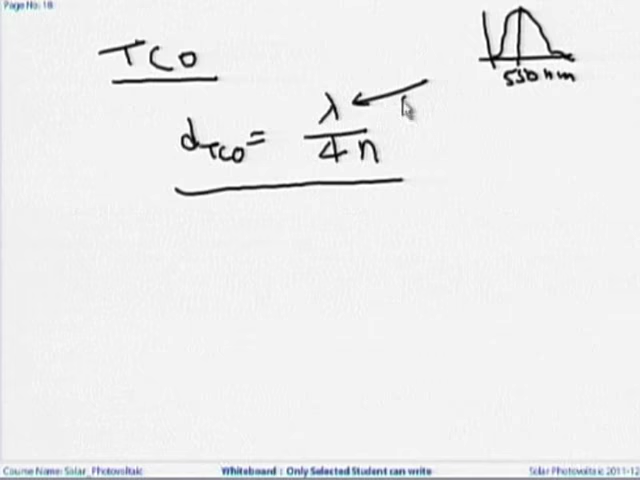 Page No: 18
TCO
550nm
d_TCO = λ / 4n
Course Name: Solar_Photovoltaic Whiteboard : Only Selected Student can write Solar Photovoltaic 2011-12